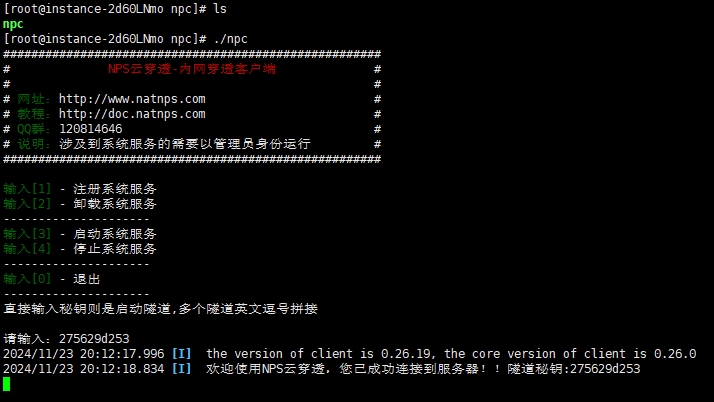 [root@instance-2d60LNmo npc]# ls
npc
[root@instance-2d60LNmo npc]# ./npc
######################################################
# NPS云穿透-内网穿透客户端 #
# #
# 网址: http://www.natnps.com #
# 教程: http://doc.natnps.com #
# QQ群: 120814646 #
# 说明: 涉及到系统服务的需要以管理员身份运行 #
######################################################
输入[1] - 注册系统服务
输入[2] - 卸载系统服务
---------------------
输入[3] - 启动系统服务
输入[4] - 停止系统服务
---------------------
输入[0] - 退出
---------------------
直接输入秘钥则是启动隧道,多个隧道英文逗号拼接
请输入: 275629d253
2024/11/23 20:12:17.996 [I] the version of client is 0.26.19, the core version of client is 0.26.0
2024/11/23 20:12:18.834 [I] 欢迎使用NPS云穿透, 您已成功连接到服务器!！隧道秘钥:275629d253